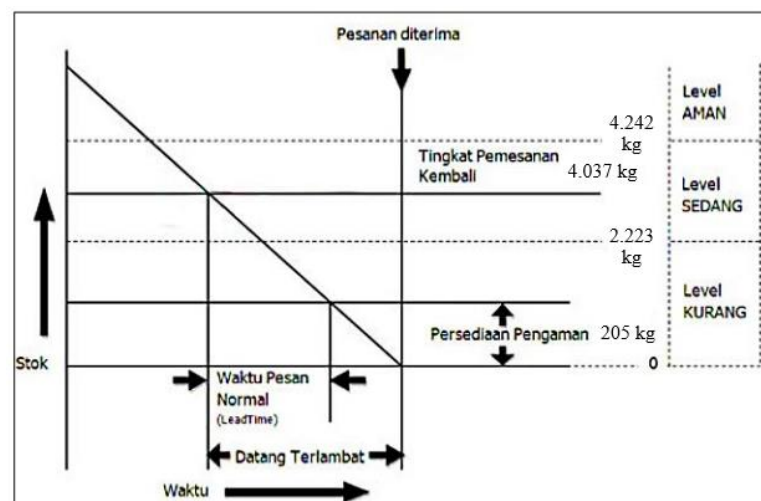 Pesanan diterima
Level
AMAN
4.242
kg
Tingkat Pemesanan
Kembali
4.037 kg
Level
SEDANG
2.223
kg
Level
KURANG
Persediaan Pengaman
205 kg
Stok
0
Waktu Pesan
Normal
(LeadTime)
Datang Terlambat
Waktu